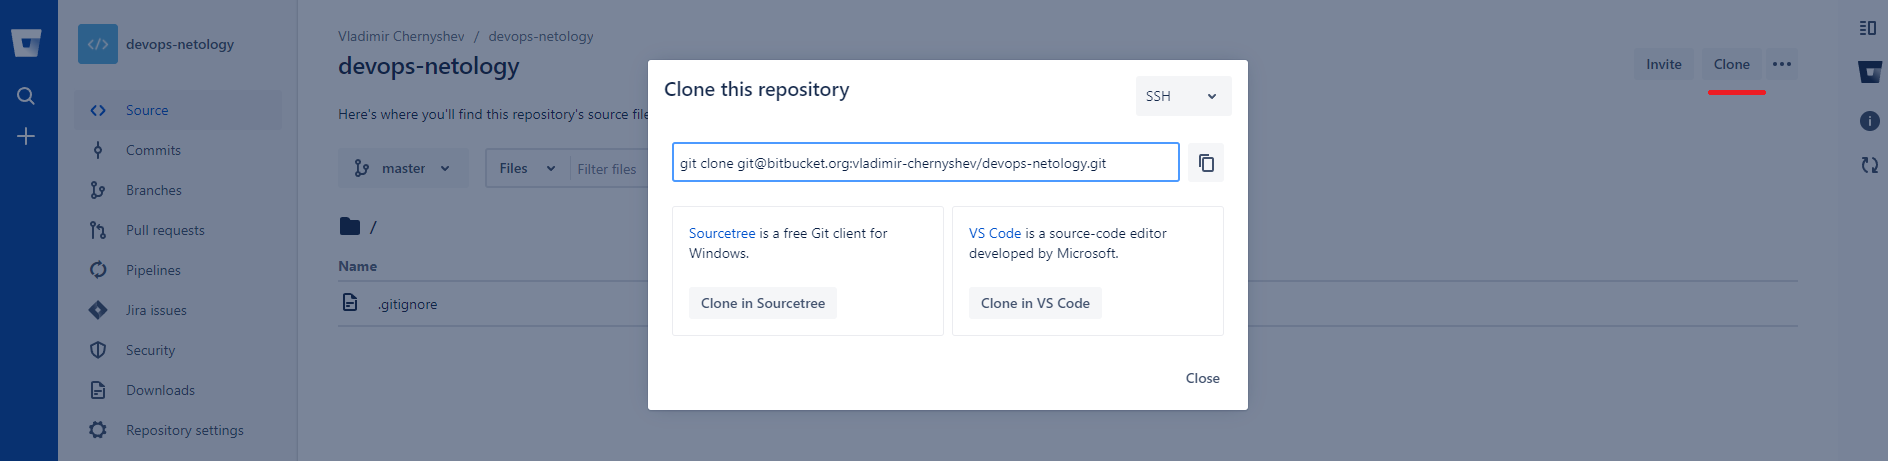 devops-netology
Source
Commits
Branches
Pull requests
Pipelines
Jira issues
Security
Downloads
Repository settings
Vladimir Chernyshev / devops-netology
devops-netology
Invite
Clone
Here's where you'll find this repository's source file
master
Files
Filter files
/
Name
.gitignore
Clone this repository
SSH
git clone git@bitbucket.org:vladimir-chernyshev/devops-netology.git
Sourcetree is a free Git client for
Windows.
Clone in Sourcetree
VS Code is a source-code editor
developed by Microsoft.
Clone in VS Code
Close